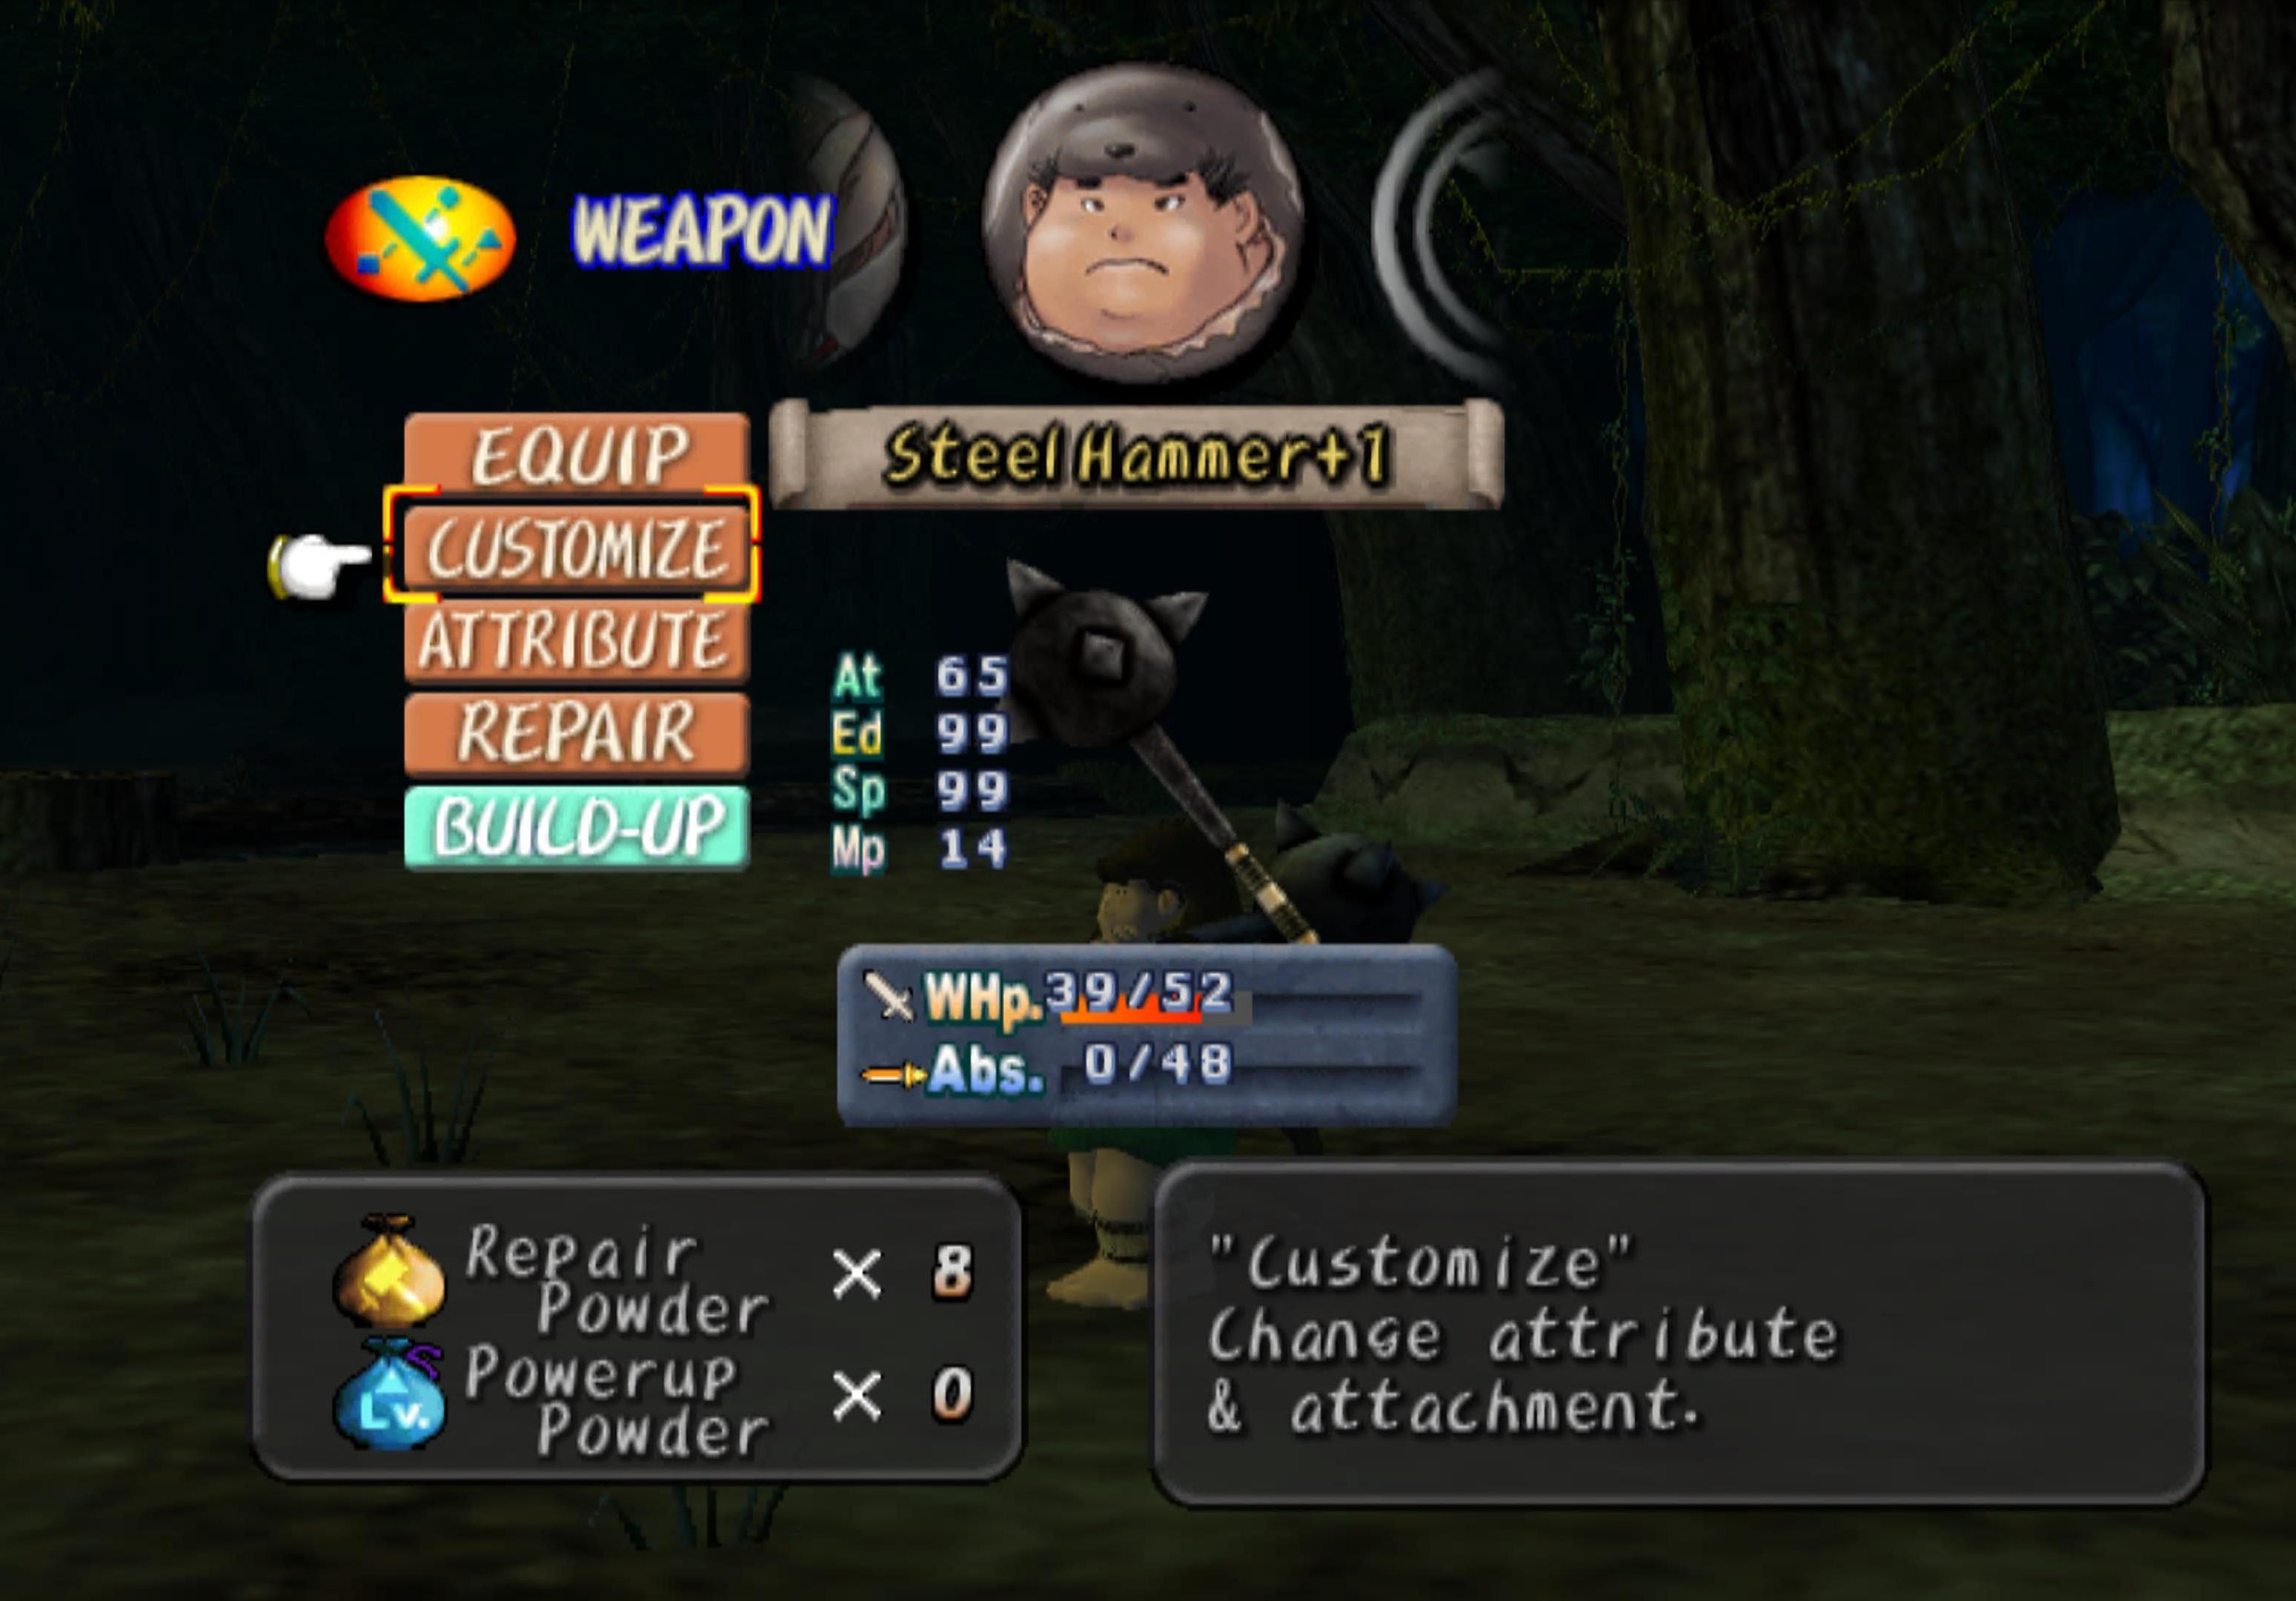 WEAPON
Steel Hammer+1
EQUIP
CUSTOMIZE
ATTRIBUTE
REPAIR
BUILD-UP
At 65
Ed 99
Sp 99
Mp 14
WHp. 39/52
Abs. 0/48
Repair
Powder × 8
Lv.
Powerup
Powder × 0
"Customize"
Change attribute
& attachment.